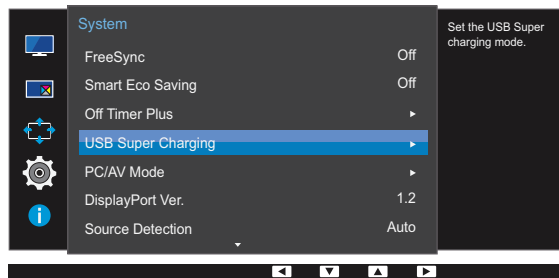 System
FreeSync Off
Smart Eco Saving Off
Off Timer Plus
USB Super Charging
PC/AV Mode
DisplayPort Ver. 1.2
Source Detection Auto
Set the USB Super
charging mode.